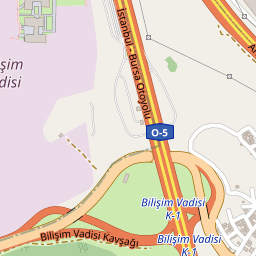 İstanbul - Bursa Otoyolu
Bilişim
Vadisi
O-5
Bilişim Vadisi
K-1
Bilişim Vadisi Kavşağı
Bilişim Vadisi
K-1